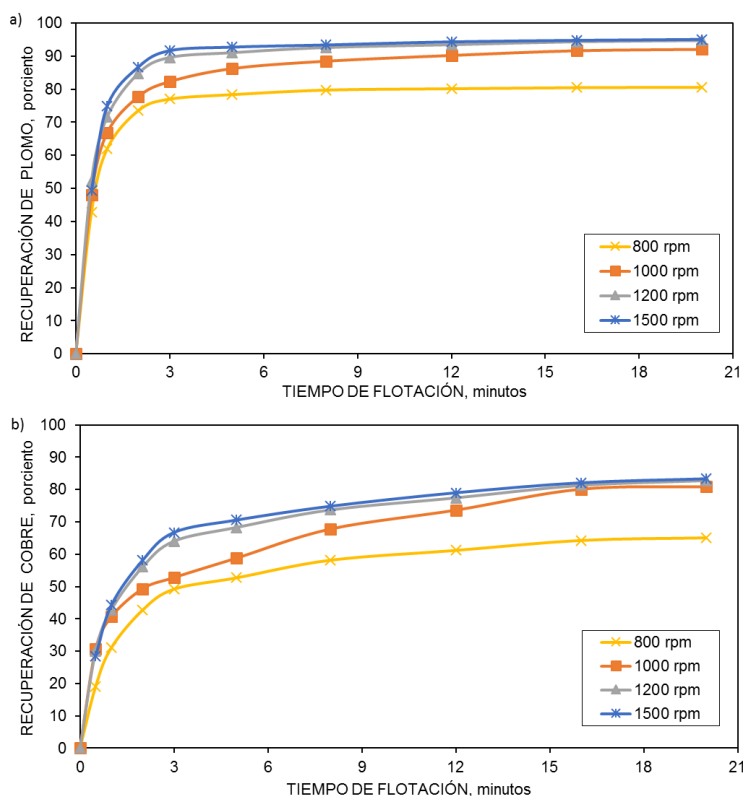 a)
RECUPERACIÓN DE PLOMO, porciento
100
90
80
70
60
50
40
30
20
10
0
800 rpm
1000 rpm
1200 rpm
1500 rpm
0 3 6 9 12 15 18 21
TIEMPO DE FLOTACIÓN, minutos
b)
RECUPERACIÓN DE COBRE, porciento
100
90
80
70
60
50
40
30
20
10
0
800 rpm
1000 rpm
1200 rpm
1500 rpm
0 3 6 9 12 15 18 21
TIEMPO DE FLOTACIÓN, minutos